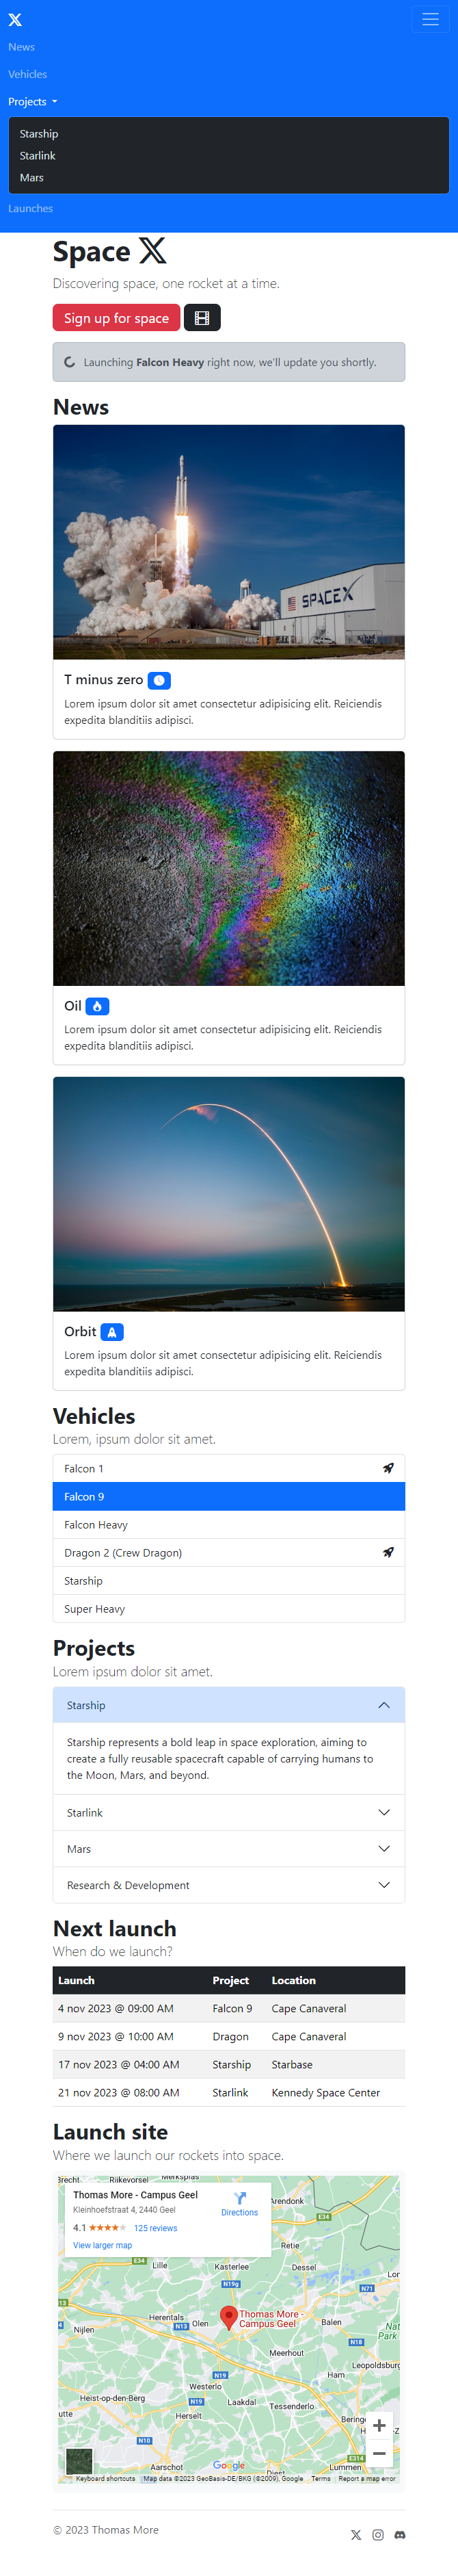 X
News
Vehicles
Projects
Starship
Starlink
Mars
Launches
Space X
Discovering space, one rocket at a time.
Sign up for space
Launching Falcon Heavy right now, we'll update you shortly.
News
SPACEX
T minus zero
Lorem ipsum dolor sit amet consectetur adipisicing elit. Reiciendis
expedita blanditiis adipisci.
Oil
Lorem ipsum dolor sit amet consectetur adipisicing elit. Reiciendis
expedita blanditiis adipisci.
Orbit
Lorem ipsum dolor sit amet consectetur adipisicing elit. Reiciendis
expedita blanditiis adipisci.
Vehicles
Lorem, ipsum dolor sit amet.
Falcon 1
Falcon 9
Falcon Heavy
Dragon 2 (Crew Dragon)
Starship
Super Heavy
Projects
Lorem ipsum dolor sit amet.
Starship
Starship represents a bold leap in space exploration, aiming to
create a fully reusable spacecraft capable of carrying humans to
the Moon, Mars, and beyond.
Starlink
Mars
Research & Development
Next launch
When do we launch?
Launch Project Location
4 nov 2023 @ 09:00 AM Falcon 9 Cape Canaveral
9 nov 2023 @ 10:00 AM Dragon Cape Canaveral
17 nov 2023 @ 04:00 AM Starship Starbase
21 nov 2023 @ 08:00 AM Starlink Kennedy Space Center
Launch site
Where we launch our rockets into space.
Rijkevorsel
Merksplas
Thomas More - Campus Geel
Kleinhoefstraat 4, 2440 Geel
Directions
4.1 125 reviews
View larger map
Arendonk
Retie
E34
Lille
Kasterlee
Dessel
N19g
N71
E34
N18
E313
N13
Herentals
Olen
Nijlen
Thomas More -
Campus Geel
Balen
N18
Meerhout
Leopoldsburg
Ham
N19
Westerlo
Heist-op-den-Berg
Laakdal
Tessenderlo
Herselt
N10
Aarschot
E314
Lummen
Google
Keyboard shortcuts Map data ©2023 GeoBasis-DE/BKG (©2009), Google Terms Report a map error
© 2023 Thomas More